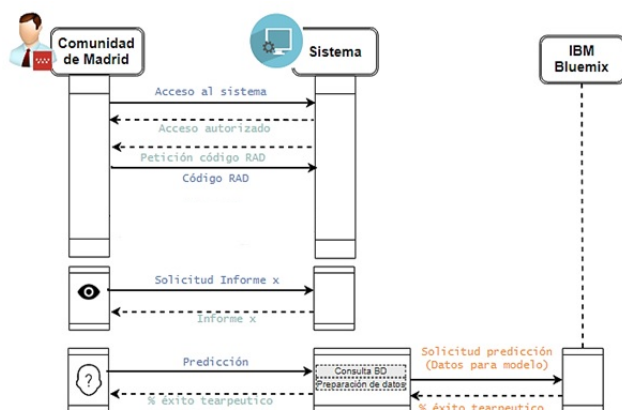 Comunidad
de Madrid
Sistema
IBM
Bluemix
Acceso al sistema
Acceso autorizado
Petición código RAD
Código RAD
Solicitud Informe x
Informe x
Predicción
Consulta BD
Preparación de datos
Solicitud predicción
(Datos para modelo)
% éxito tearpeutico
% éxito tearpeutico
?